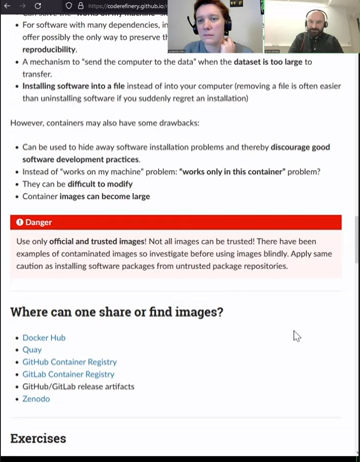 https://coderefinery.github.io/r
For software with many dependencies, in
offer possibly the only way to preserve th
reproducibility.
A mechanism to "send the computer to the data" when the dataset is too large to
transfer.
Installing software into a file instead of into your computer (removing a file is often easier
than uninstalling software if you suddenly regret an installation)
However, containers may also have some drawbacks:
Can be used to hide away software installation problems and thereby discourage good
software development practices.
Instead of "works on my machine" problem: "works only in this container" problem?
They can be difficult to modify
Container images can become large
Danger
Use only official and trusted images! Not all images can be trusted! There have been
examples of contaminated images so investigate before using images blindly. Apply same
caution as installing software packages from untrusted package repositories.
Where can one share or find images?
Docker Hub
Quay
GitHub Container Registry
GitLab Container Registry
GitHub/GitLab release artifacts
Zenodo
Exercises